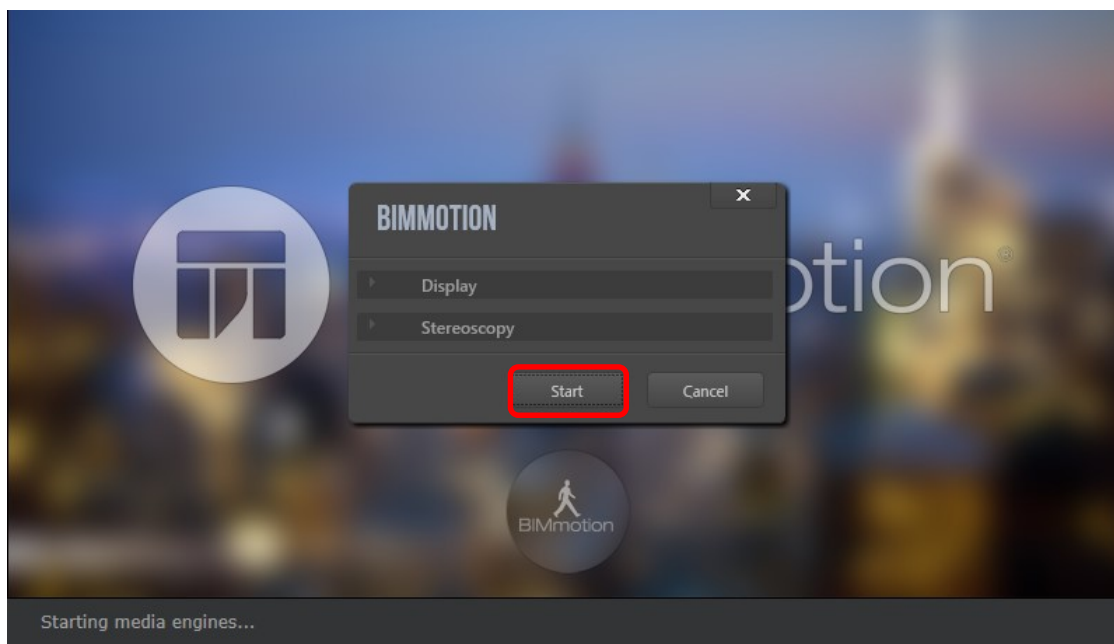 BIMMOTION
x
otion®
Display
Stereoscopy
Start
Cancel
BIMmotion
Starting media engines...